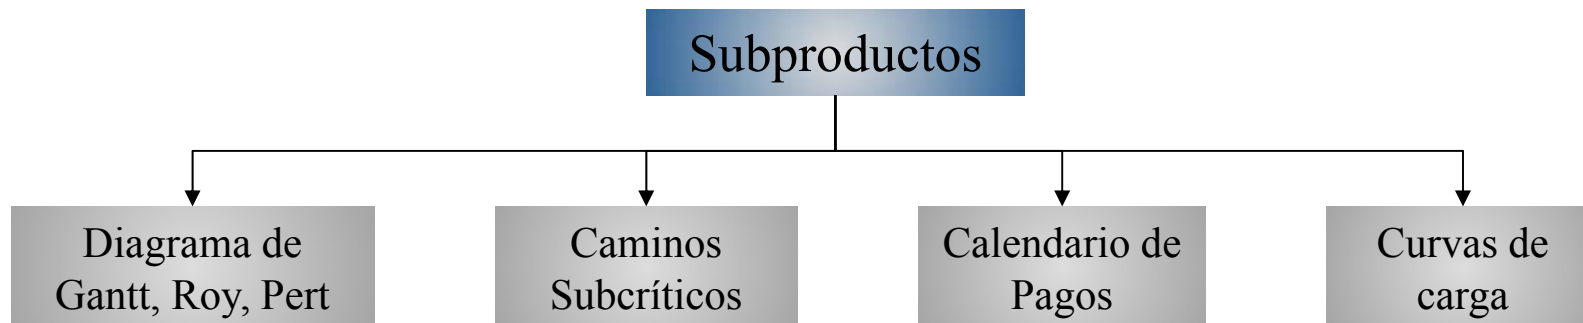 Subproductos
Diagrama de
Gantt, Roy, Pert
Caminos
Subcríticos
Calendario de
Pagos
Curvas de
carga